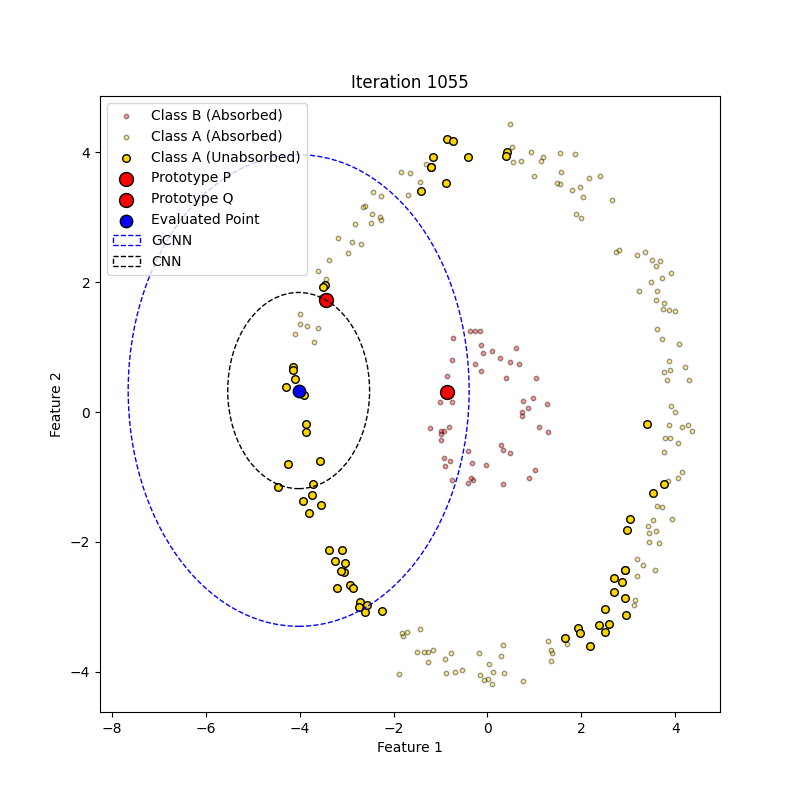 Iteration 1055
Class B (Absorbed)
Class A (Absorbed)
Class A (Unabsorbed)
Prototype P
Prototype Q
Evaluated Point
GCNN
CNN
Feature 2
4
2
0
−2
−4
−8
−6
−4
−2
0
2
4
Feature 1